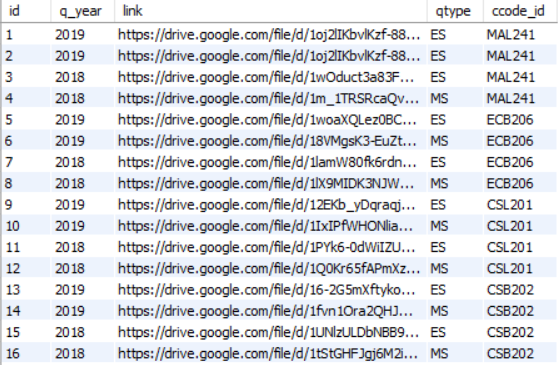 id q_year link qtype ccode_id
1 2019 https://drive.google.com/file/d/1oj2lIKbvlKzf-88... ES MAL241
2 2019 https://drive.google.com/file/d/1oj2lIKbvlKzf-88... ES MAL241
3 2018 https://drive.google.com/file/d/1wOduct3a83F... ES MAL241
4 2018 https://drive.google.com/file/d/1m_1TRSRcaQv... MS MAL241
5 2019 https://drive.google.com/file/d/1woaXQLez0BC... ES ECB206
6 2019 https://drive.google.com/file/d/18VMgsK3-EuZt... MS ECB206
7 2018 https://drive.google.com/file/d/1lamW80fk6rdn... ES ECB206
8 2018 https://drive.google.com/file/d/1lX9MIDK3NJW... MS ECB206
9 2019 https://drive.google.com/file/d/12EKb_yDqraqj... ES CSL201
10 2019 https://drive.google.com/file/d/1IxIPfWHONlia... MS CSL201
11 2018 https://drive.google.com/file/d/1PYk6-0dWiIZU... ES CSL201
12 2018 https://drive.google.com/file/d/1Q0Kr65fAPmXz... MS CSL201
13 2019 https://drive.google.com/file/d/16-2G5mXftyko... ES CSB202
14 2019 https://drive.google.com/file/d/1fvn1Ora2QHJ... MS CSB202
15 2018 https://drive.google.com/file/d/1UNlzULDbNBB9... ES CSB202
16 2018 https://drive.google.com/file/d/1tStGHFJgj6M2i... MS CSB202